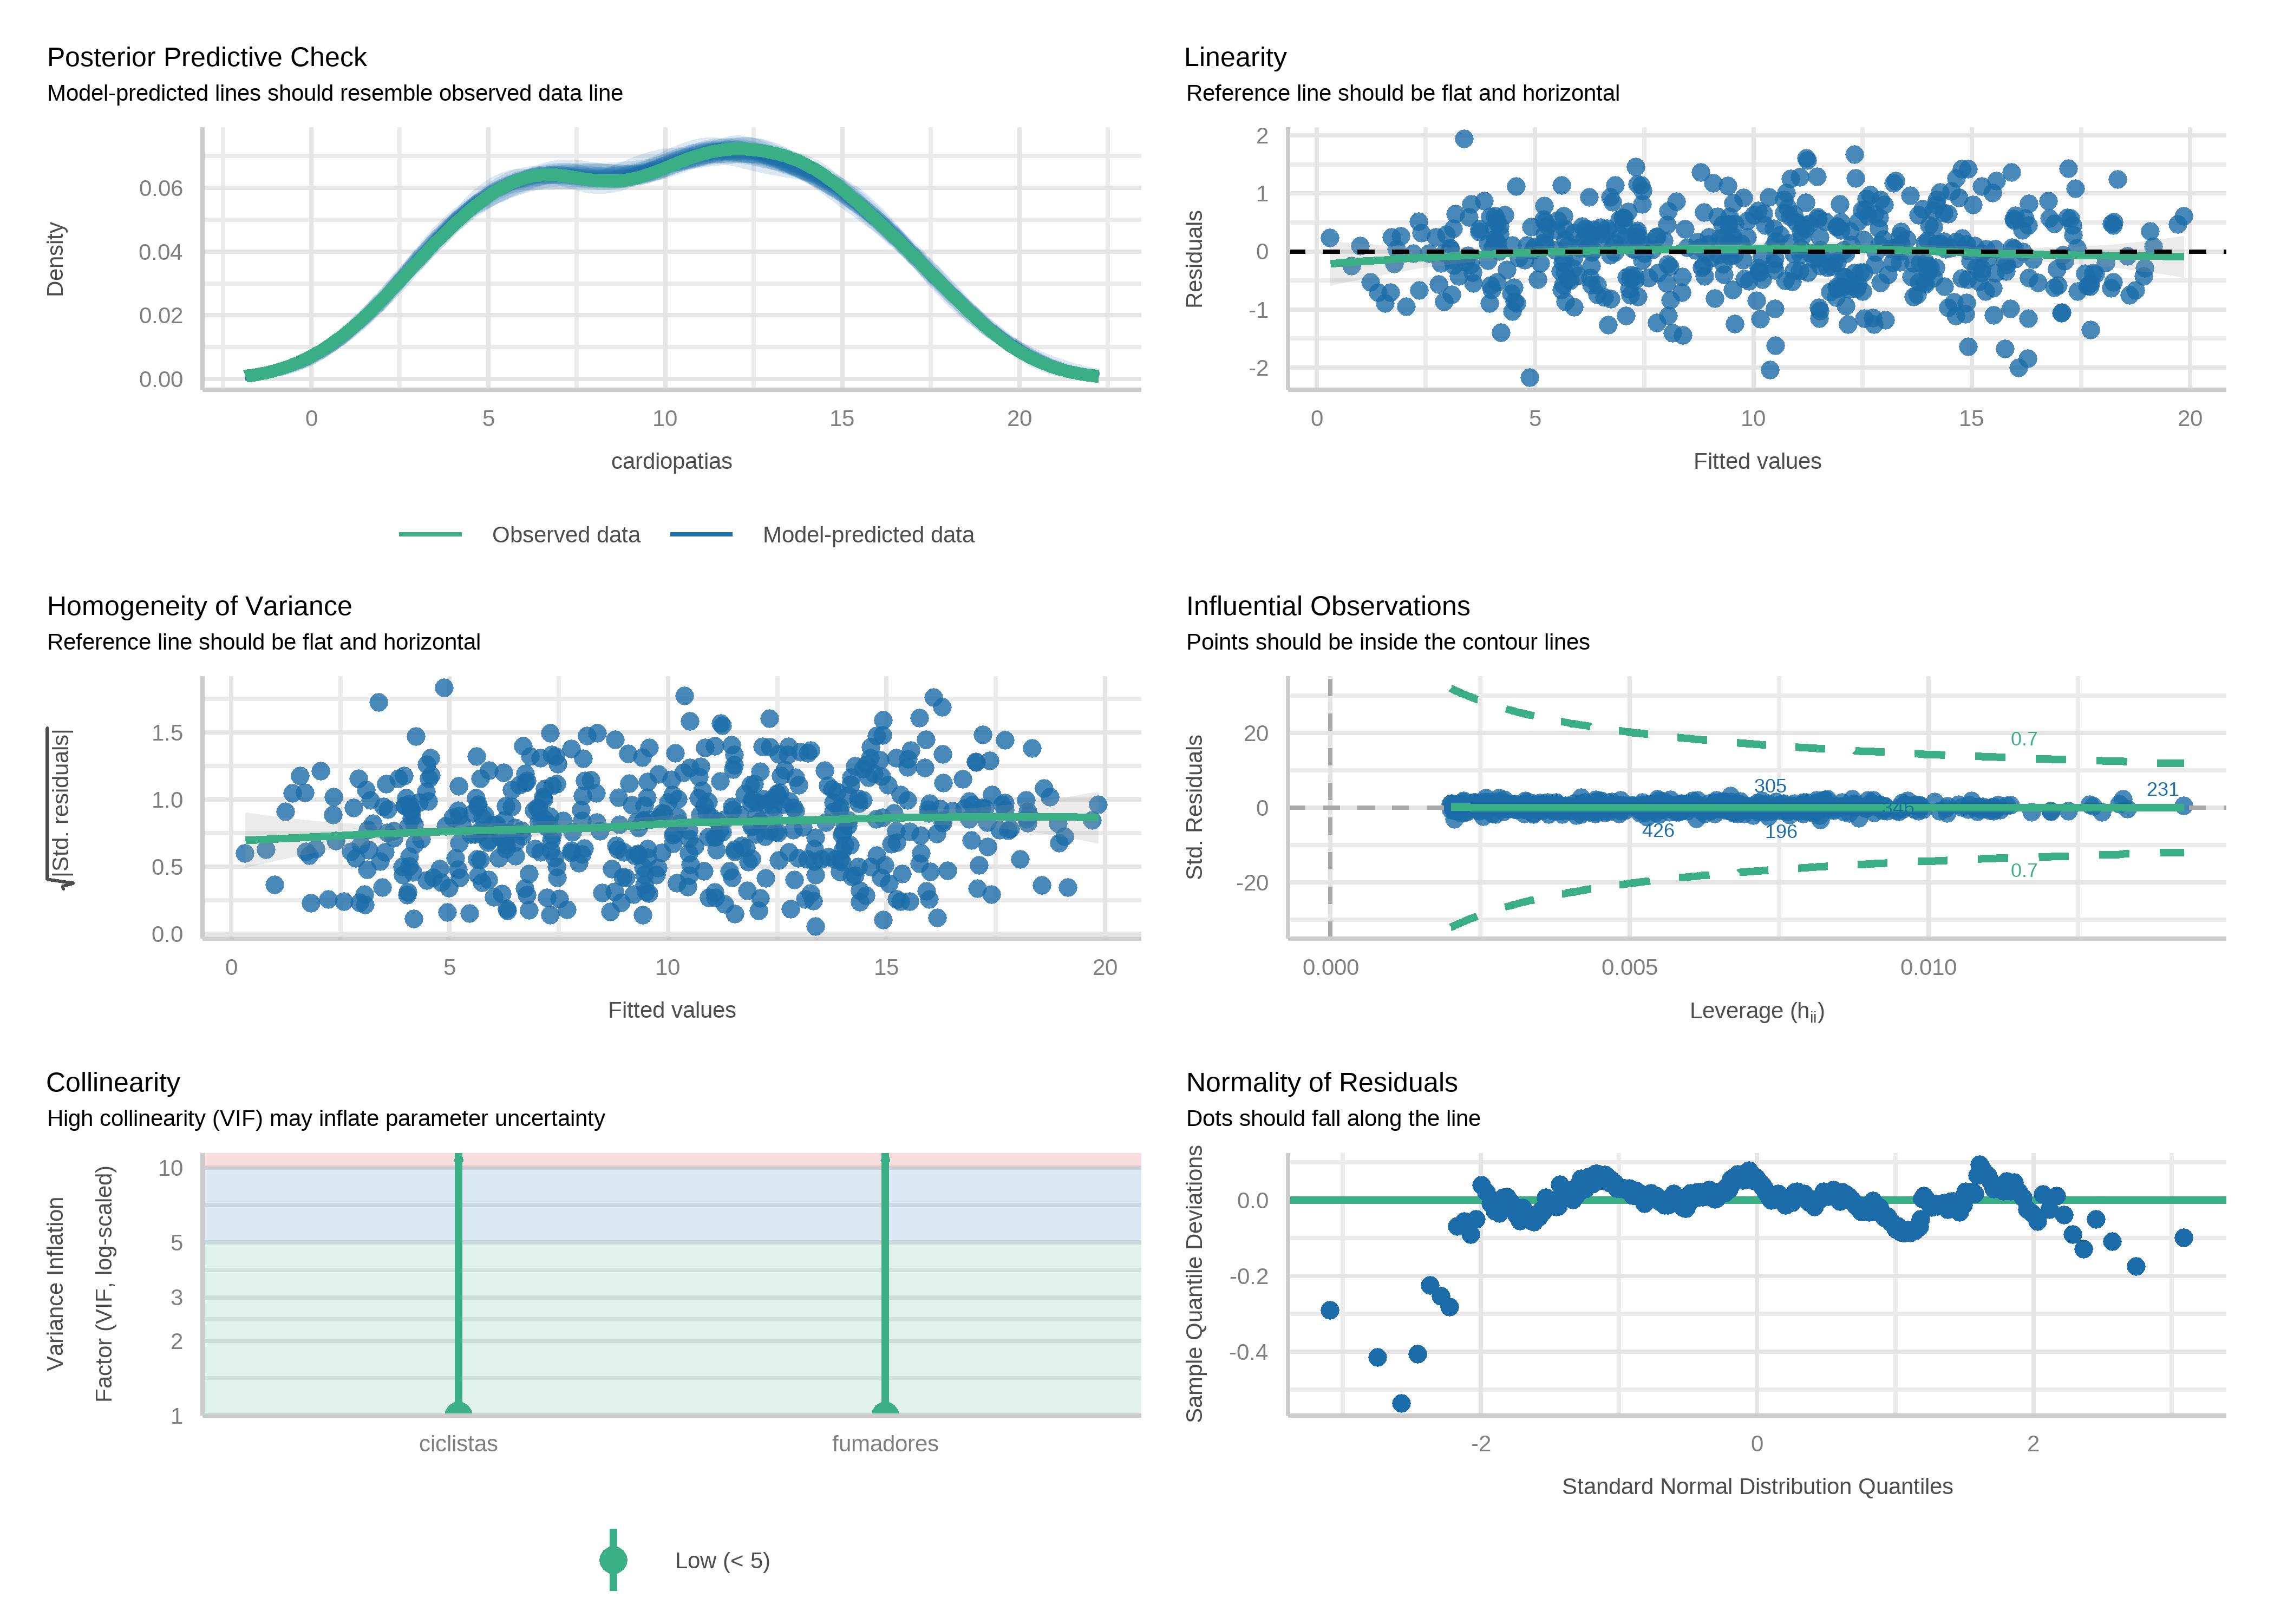 Posterior Predictive Check
Model-predicted lines should resemble observed data line
Density
0.06
0.04
0.02
0.00
0 5 10 15 20
cardiopatias
Observed data Model-predicted data
Linearity
Reference line should be flat and horizontal
Residuals
2
1
0
-1
-2
0 5 10 15 20
Fitted values
Homogeneity of Variance
Reference line should be flat and horizontal
√|Std. residuals|
1.5
1.0
0.5
0.0
0 5 10 15 20
Fitted values
Influential Observations
Points should be inside the contour lines
Std. Residuals
20
0
-20
0.7
305
231
346
426
196
0.7
0.000 0.005 0.010
Leverage (hii)
Collinearity
High collinearity (VIF) may inflate parameter uncertainty
Variance Inflation
Factor (VIF, log-scaled)
10
5
3
2
1
ciclistas fumadores
Low (< 5)
Normality of Residuals
Dots should fall along the line
Sample Quantile Deviations
0.0
-0.2
-0.4
-2 0 2
Standard Normal Distribution Quantiles